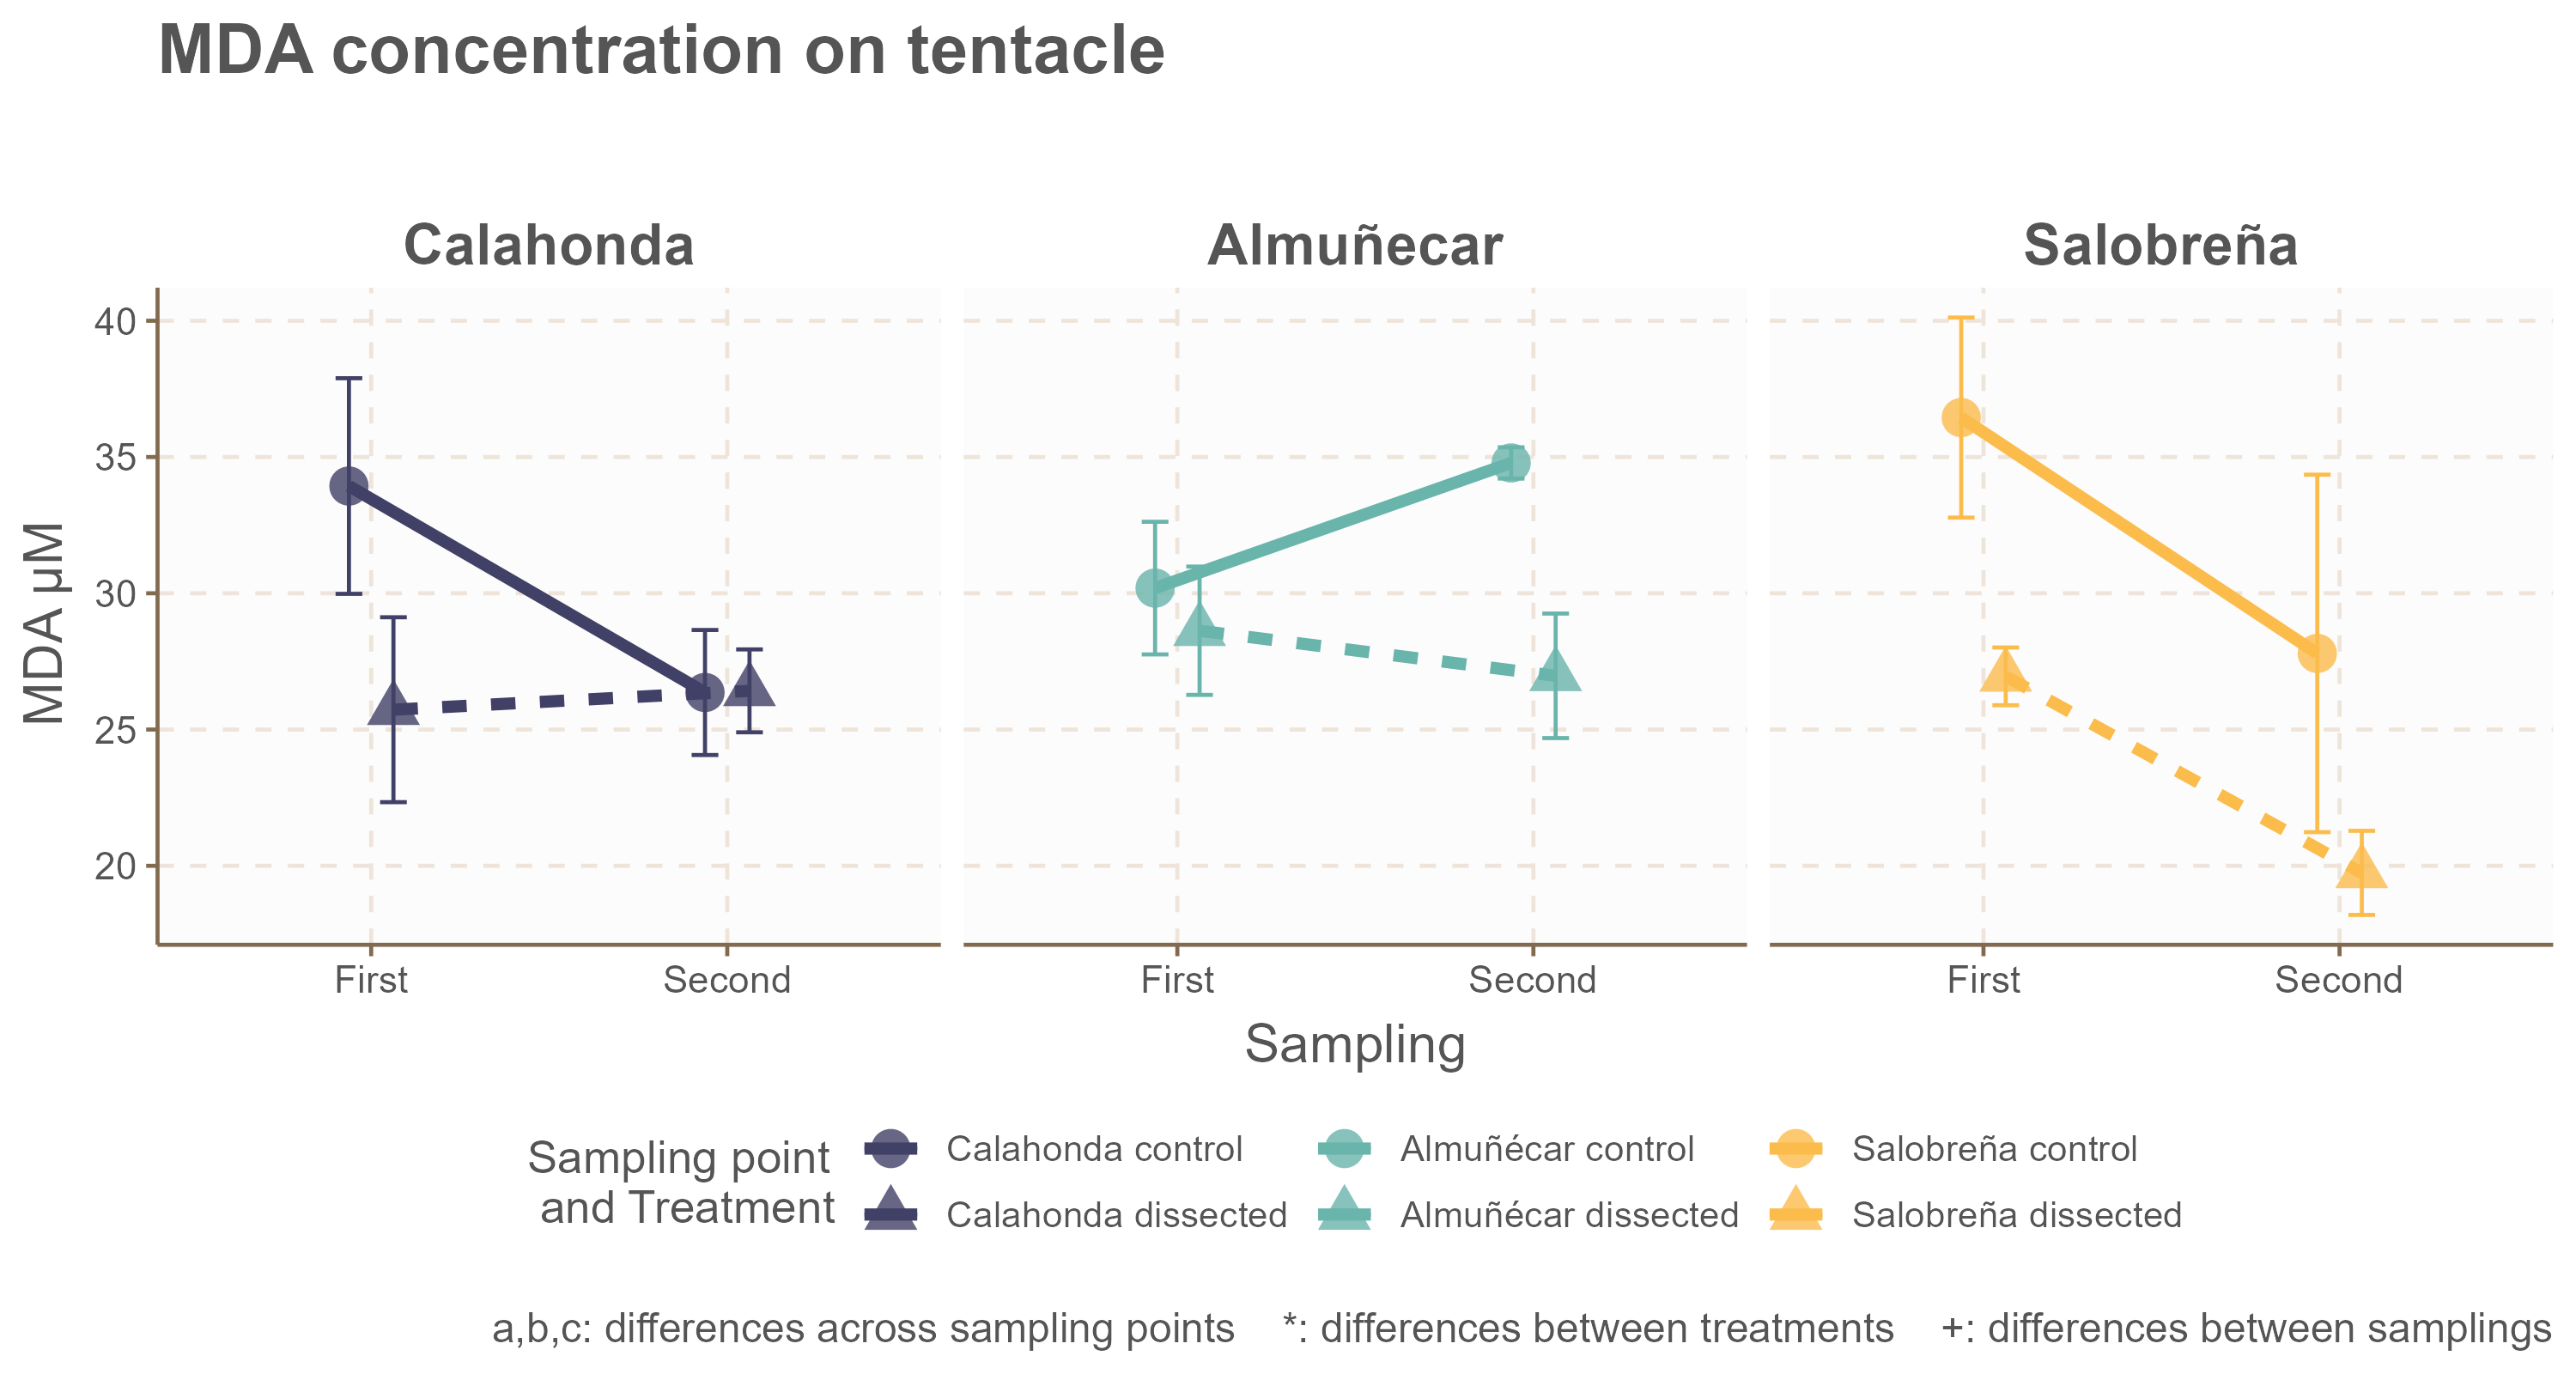 MDA concentration on tentacle
Calahonda Almuñecar Salobreña
MDA µM
40
35
30
25
20
First Second First Second First Second
Sampling
Sampling point
and Treatment
Calahonda control Almuñécar control Salobreña control
Calahonda dissected Almuñécar dissected Salobreña dissected
a,b,c: differences across sampling points *: differences between treatments +: differences between samplings